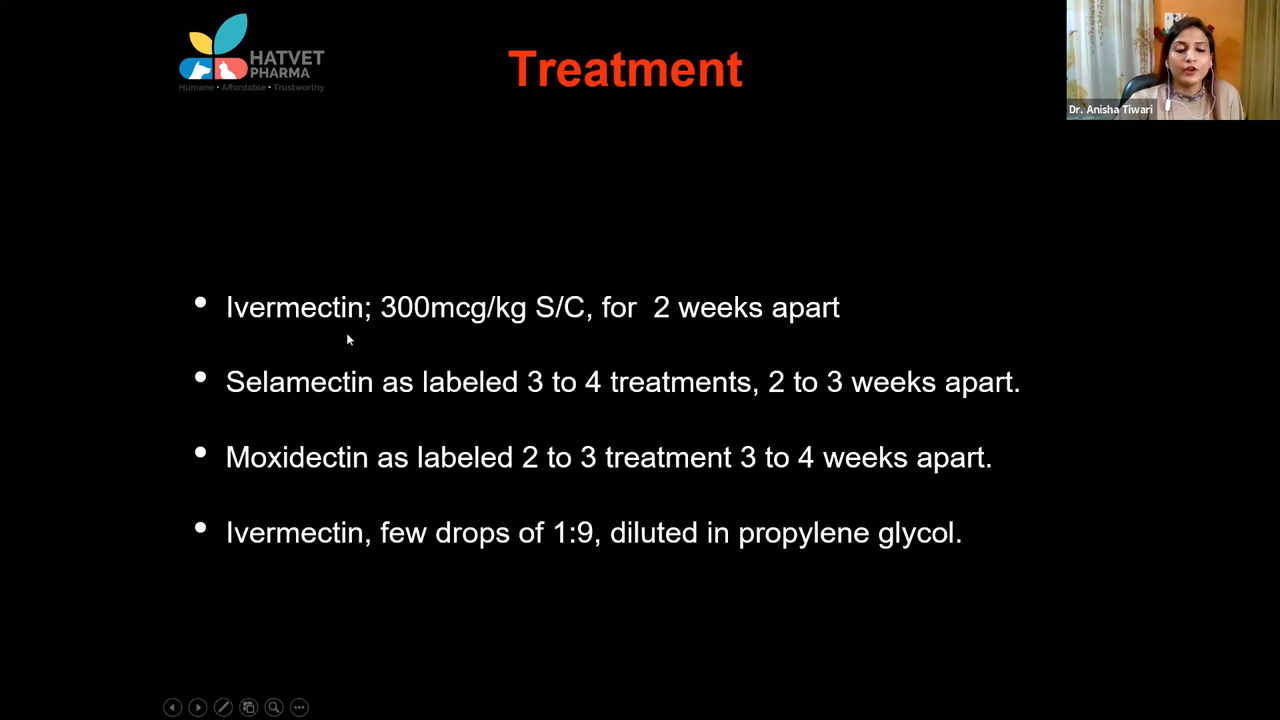 HATVET
PHARMA
Humane • Affordable • Trustworthy
Treatment
Dr. Anisha Tiwari
• Ivermectin; 300mcg/kg S/C, for 2 weeks apart
• Selamectin as labeled 3 to 4 treatments, 2 to 3 weeks apart.
• Moxidectin as labeled 2 to 3 treatment 3 to 4 weeks apart.
• Ivermectin, few drops of 1:9, diluted in propylene glycol.